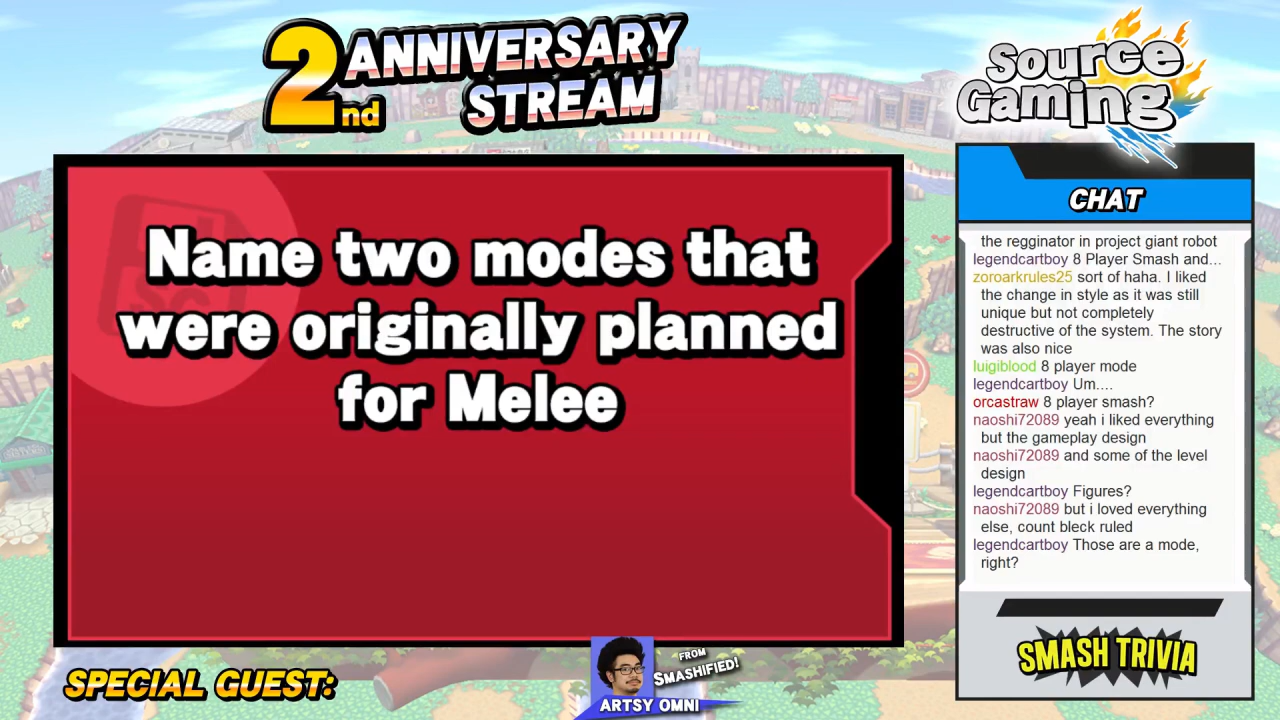 2nd ANNIVERSARY
STREAM
Source
Gaming
Name two modes that
were originally planned
for Melee
CHAT
the regginator in project giant robot
legendcartboy 8 Player Smash and...
zoroarkrules25 sort of haha. I liked
the change in style as it was still
unique but not completely
destructive of the system. The story
was also nice
luigiblood 8 player mode
legendcartboy Um....
orcastraw 8 player smash?
naoshi72089 yeah i liked everything
but the gameplay design
naoshi72089 and some of the level
design
legendcartboy Figures?
naoshi72089 but i loved everything
else, count bleck ruled
legendcartboy Those are a mode,
right?
SMASH TRIVIA
SPECIAL GUEST:
FROM
SMASHIFIED!
ARTSY OMNI